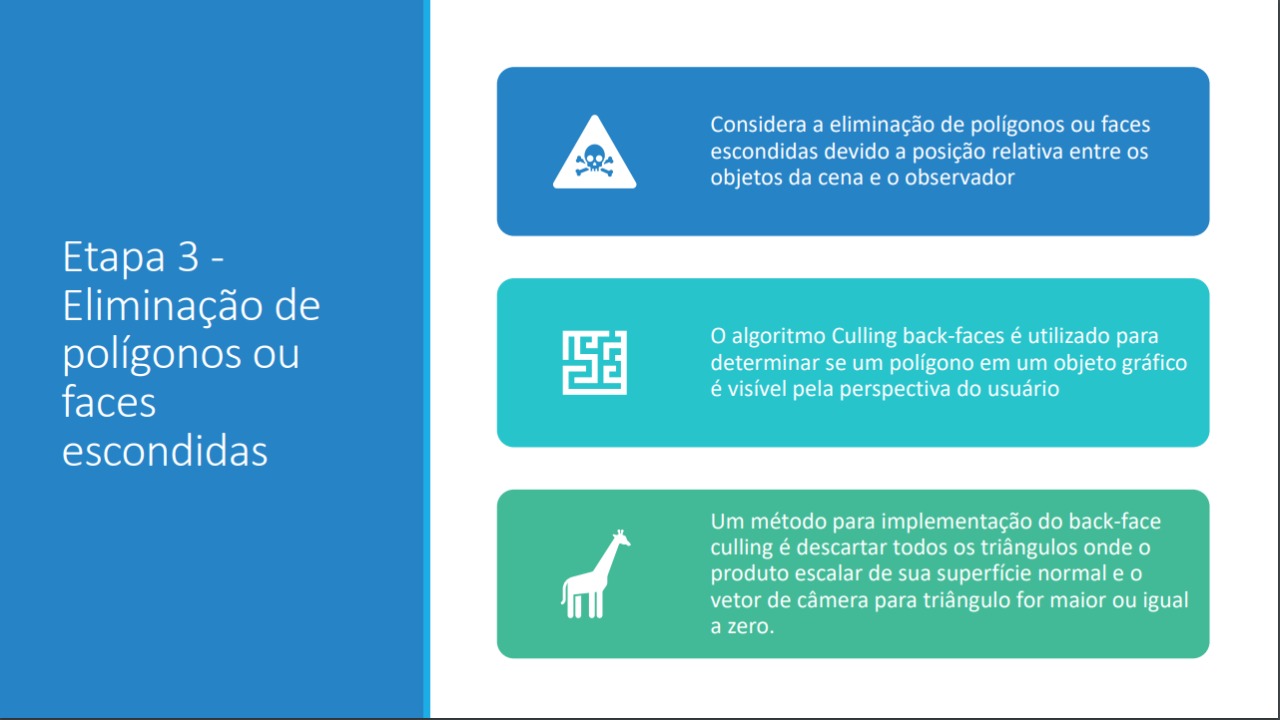 Etapa 3 -
Eliminação de
polígonos ou
faces
escondidas
Considera a eliminação de polígonos ou faces
escondidas devido a posição relativa entre os
objetos da cena e o observador
O algoritmo Culling back-faces é utilizado para
determinar se um polígono em um objeto gráfico
é visível pela perspectiva do usuário
Um método para implementação do back-face
culling é descartar todos os triângulos onde o
produto escalar de sua superfície normal e o
vetor de câmera para triângulo for maior ou igual
a zero.